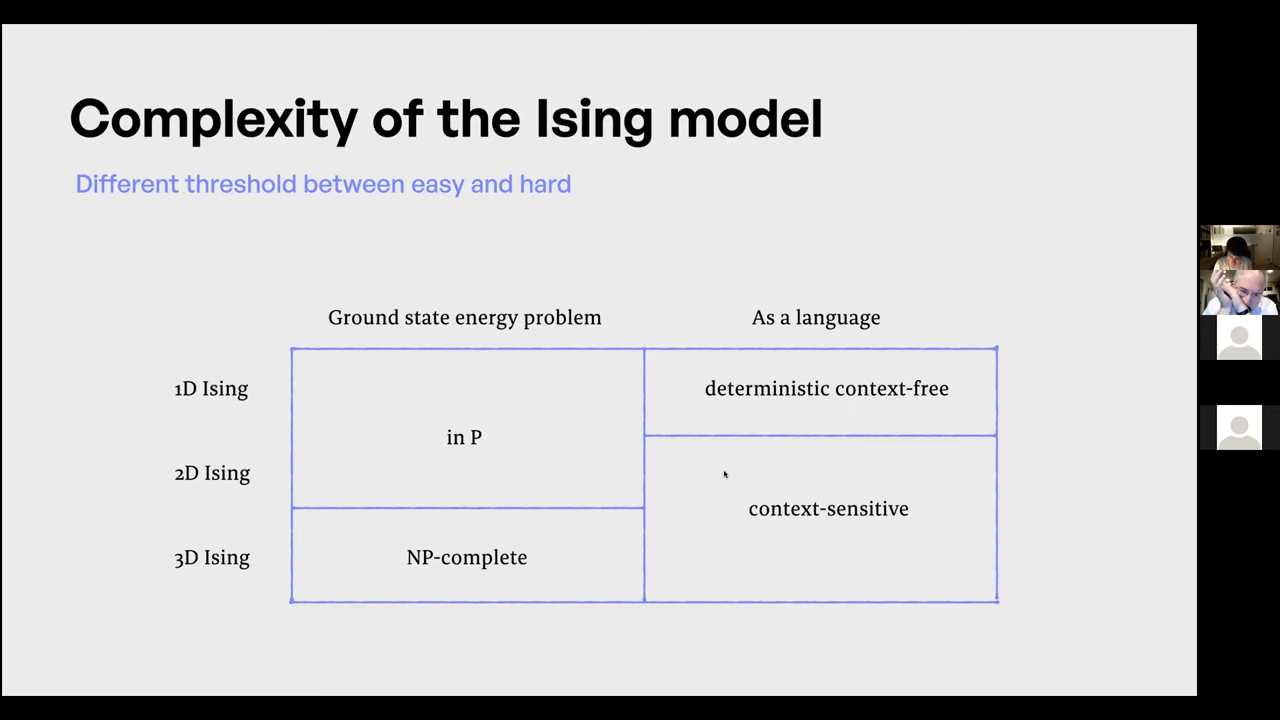 Complexity of the Ising model
Different threshold between easy and hard
Ground state energy problem
As a language
1D Ising
deterministic context-free
in P
2D Ising
context-sensitive
3D Ising
NP-complete